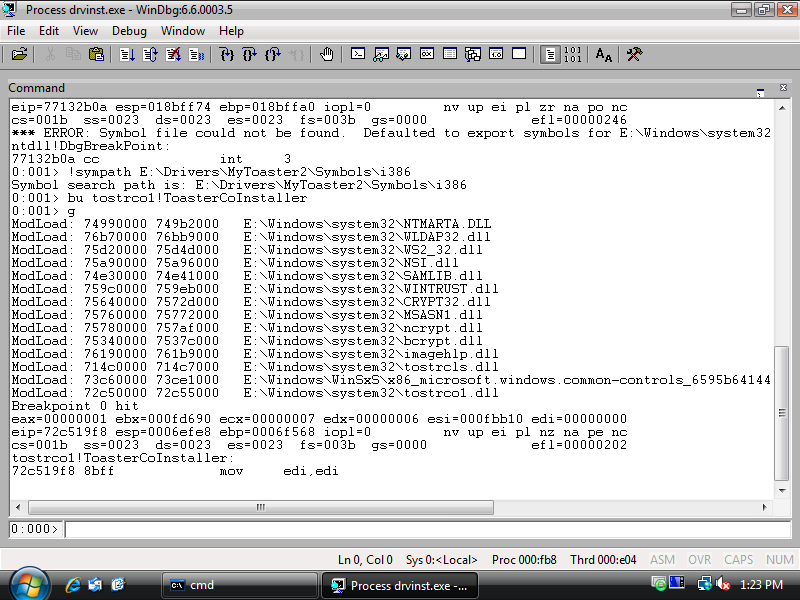 Process drvinst.exe - WinDbg:6.6.0003.5
File Edit View Debug Window Help
Command
eip=77132b0a esp=018bff74 ebp=018bffa0 iopl=0         nv up ei pl zr na po nc
cs=001b  ss=0023  ds=0023  es=0023  fs=003b  gs=0000             efl=00000246
*** ERROR: Symbol file could not be found.  Defaulted to export symbols for E:\Windows\system32
ntdll!DbgBreakPoint:
77132b0a cc              int     3
0:001> !sympath E:\Drivers\MyToaster2\Symbols\i386
Symbol search path is: E:\Drivers\MyToaster2\Symbols\i386
0:001> bu tostrco1!ToasterCoInstaller
0:001> g
ModLoad: 74990000 749b2000   E:\Windows\system32\NTMARTA.DLL
ModLoad: 76b70000 76bb9000   E:\Windows\system32\WLDAP32.dll
ModLoad: 75d20000 75d4d000   E:\Windows\system32\WS2_32.dll
ModLoad: 75a90000 75a96000   E:\Windows\system32\NSI.dll
ModLoad: 74e30000 74e41000   E:\Windows\system32\SAMLIB.dll
ModLoad: 759c0000 759eb000   E:\Windows\system32\WINTRUST.dll
ModLoad: 75640000 7572d000   E:\Windows\system32\CRYPT32.dll
ModLoad: 75760000 75772000   E:\Windows\system32\MSASN1.dll
ModLoad: 75780000 757af000   E:\Windows\system32\ncrypt.dll
ModLoad: 75340000 7537c000   E:\Windows\system32\bcrypt.dll
ModLoad: 76190000 761b9000   E:\Windows\system32\imagehlp.dll
ModLoad: 714c0000 714c7000   E:\Windows\system32\tostrcls.dll
ModLoad: 73c60000 73ce1000   E:\Windows\WinSxS\x86_microsoft.windows.common-controls_6595b64144
ModLoad: 72c50000 72c55000   E:\Windows\system32\tostrco1.dll
Breakpoint 0 hit
eax=00000001 ebx=000fd690 ecx=00000007 edx=00000006 esi=000fbb10 edi=00000000
eip=72c519f8 esp=0006efe8 ebp=0006f568 iopl=0         nv up ei pl nz na pe nc
cs=001b  ss=0023  ds=0023  es=0023  fs=003b  gs=0000             efl=00000202
tostrco1!ToasterCoInstaller:
72c519f8 8bff            mov     edi,edi
0:000>
Ln 0, Col 0 Sys 0:<Local> Proc 000:fb8 Thrd 000:e04 ASM OVR CAPS NUM
cmd Process drvinst.exe -... 1:23 PM